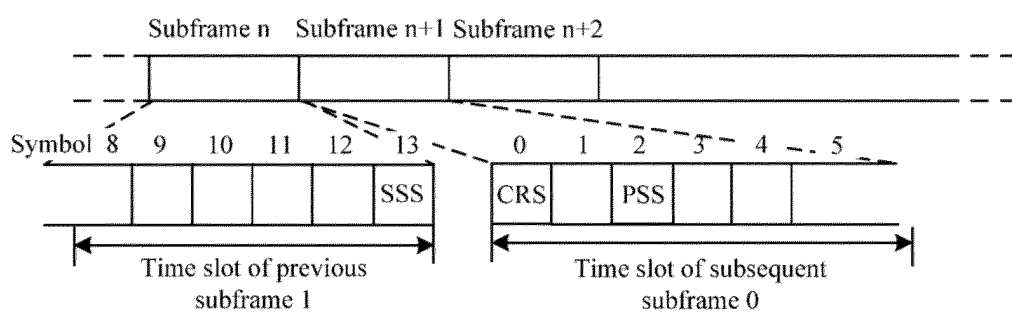 Subframe n Subframe n+1 Subframe n+2
Symbol 8 9 10 11 12 13 0 1 2 3 4 5
SSS CRS PSS
Time slot of previous
subframe 1
Time slot of subsequent
subframe 0